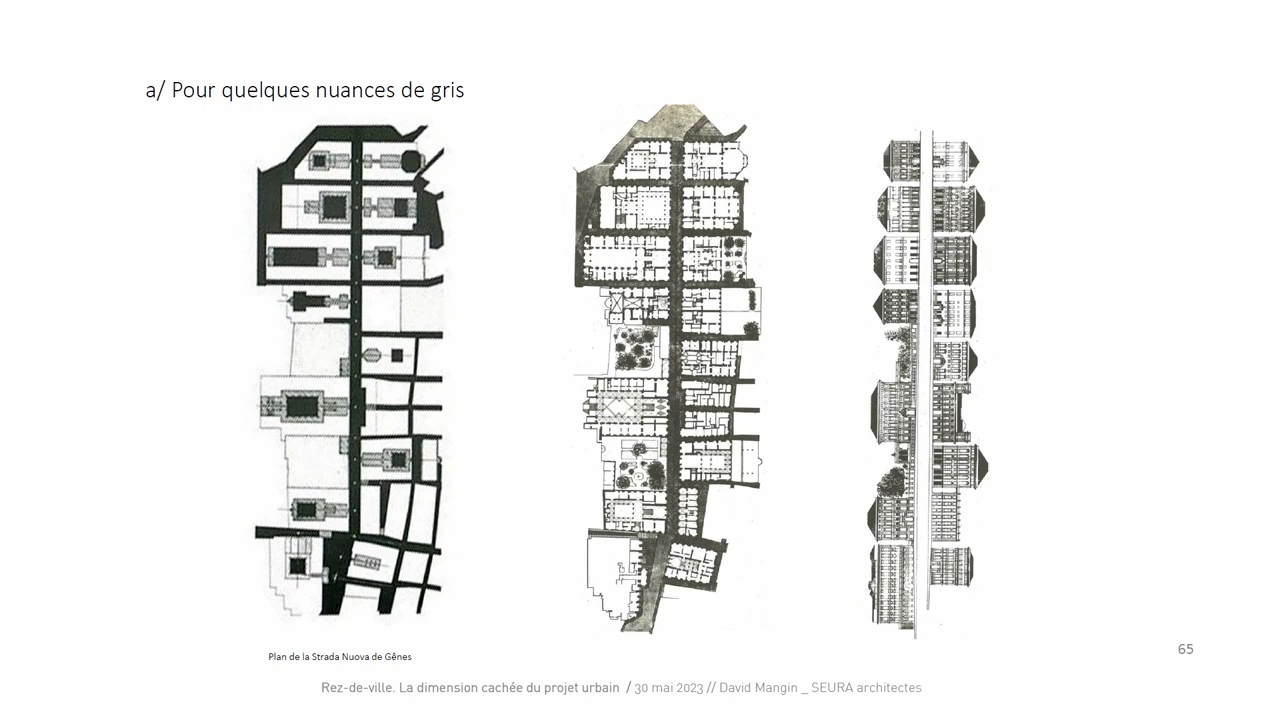 a/ Pour quelques nuances de gris
Plan de la Strada Nuova de Gênes
65
Rez-de-ville. La dimension cachée du projet urbain / 30 mai 2023 // David Mangin _ SEURA architectes